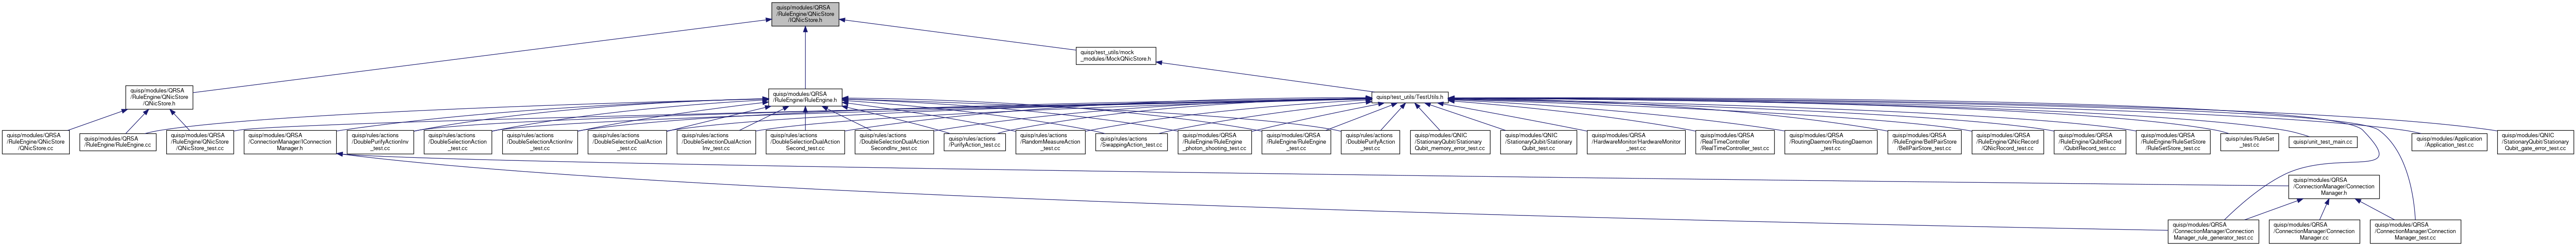 quisp/modules/QRSA
/RuleEngine/QNicStore
/IQNicStore.h
quisp/test_utils/mock
_modules/MockQNicStore.h
quisp/modules/QRSA
/RuleEngine/QNicStore
/QNicStore.h
quisp/modules/QRSA
/RuleEngine/RuleEngine.h
quisp/test_utils/TestUtils.h
quisp/modules/QRSA
/RuleEngine/QNicStore
/QNicStore.cc
quisp/modules/QRSA
/RuleEngine/RuleEngine.cc
quisp/modules/QRSA
/RuleEngine/QNicStore
/QNicStore_test.cc
quisp/modules/QRSA
/ConnectionManager/IConnection
Manager.h
quisp/rules/actions
/DoublePurifyActionInv
_test.cc
quisp/rules/actions
/DoubleSelectionAction
_test.cc
quisp/rules/actions
/DoubleSelectionActionInv
_test.cc
quisp/rules/actions
/DoubleSelectionDualAction
_test.cc
quisp/rules/actions
/DoubleSelectionDualAction
Inv_test.cc
quisp/rules/actions
/DoubleSelectionDualAction
Second_test.cc
quisp/rules/actions
/DoubleSelectionDualAction
SecondInv_test.cc
quisp/rules/actions
/PurifyAction_test.cc
quisp/rules/actions
/RandomMeasureAction
_test.cc
quisp/rules/actions
/SwappingAction_test.cc
quisp/modules/QRSA
/RuleEngine/RuleEngine
_photon_shooting_test.cc
quisp/modules/QRSA
/RuleEngine/RuleEngine
_test.cc
quisp/rules/actions
/DoublePurifyAction
_test.cc
quisp/modules/QNIC
/StationaryQubit/Stationary
Qubit_memory_error_test.cc
quisp/modules/QNIC
/StationaryQubit/Stationary
Qubit_test.cc
quisp/modules/QRSA
/HardwareMonitor/HardwareMonitor
_test.cc
quisp/modules/QRSA
/RealTimeController
/RealTimeController_test.cc
quisp/modules/QRSA
/RoutingDaemon/RoutingDaemon
_test.cc
quisp/modules/QRSA
/RuleEngine/BellPairStore
/BellPairStore_test.cc
quisp/modules/QRSA
/RuleEngine/QNicRecord
/QNicRocord_test.cc
quisp/modules/QRSA
/RuleEngine/QubitRecord
/QubitRecord_test.cc
quisp/modules/QRSA
/RuleEngine/RuleSetStore
/RuleSetStore_test.cc
quisp/rules/RuleSet
_test.cc
quisp/unit_test_main.cc
quisp/modules/Application
/Application_test.cc
quisp/modules/QNIC
/StationaryQubit/Stationary
Qubit_gate_error_test.cc
quisp/modules/QRSA
/ConnectionManager/Connection
Manager.h
quisp/modules/QRSA
/ConnectionManager/Connection
Manager_rule_generator_test.cc
quisp/modules/QRSA
/ConnectionManager/Connection
Manager.cc
quisp/modules/QRSA
/ConnectionManager/Connection
Manager_test.cc